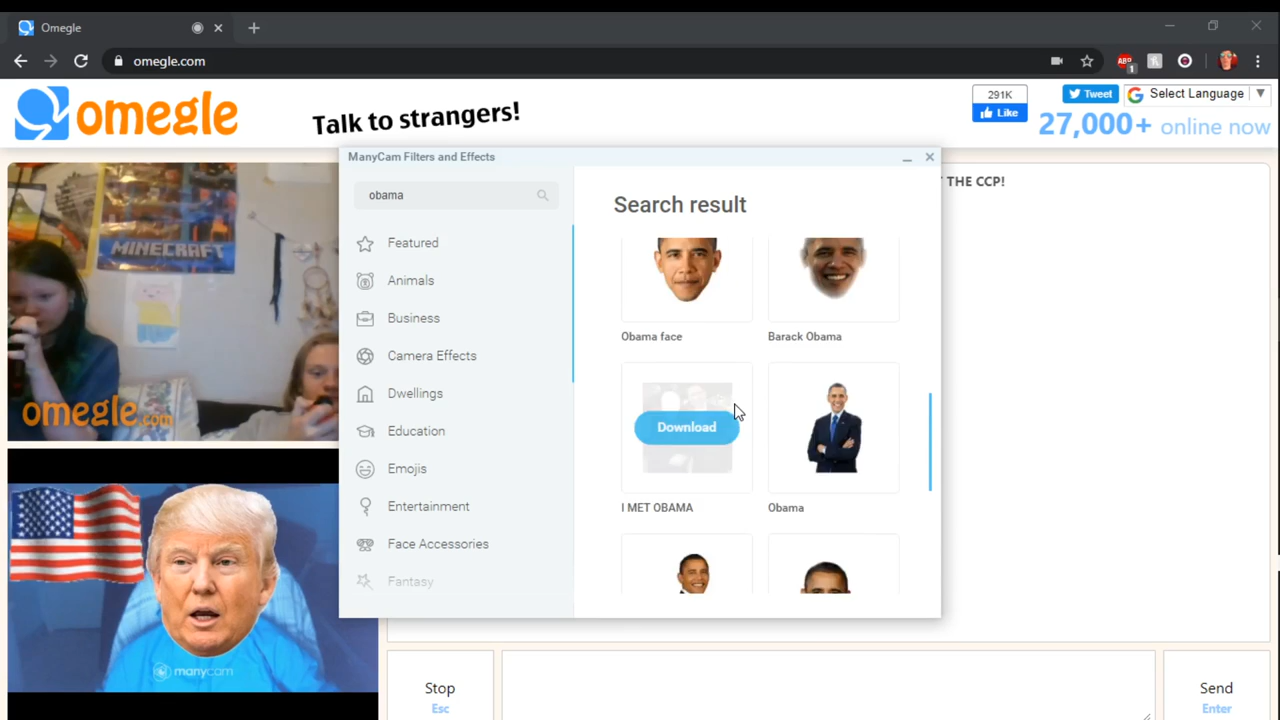 Omegle
omegle.com
omegle
Talk to strangers!
291K
Like
Tweet
Select Language
27,000+ online now
THE CCP!
MINECRAFT
omegle.com
manycam
ManyCam Filters and Effects
obama
Featured
Animals
Business
Camera Effects
Dwellings
Education
Emojis
Entertainment
Face Accessories
Fantasy
Search result
Obama face
Barack Obama
Download
I MET OBAMA
Obama
Stop
Esc
Send
Enter